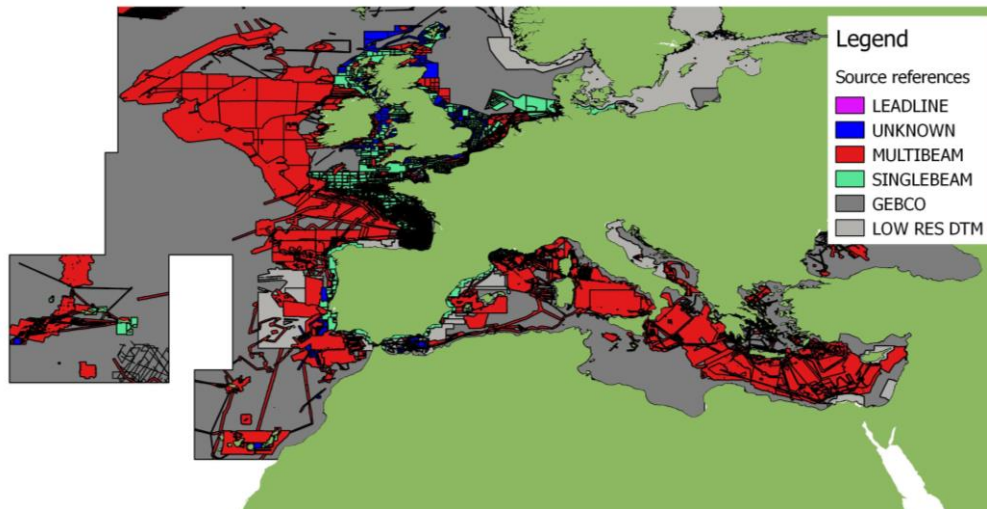 Legend
Source references
LEADLINE
UNKNOWN
MULTIBEAM
SINGLEBEAM
GEBCO
LOW RES DTM